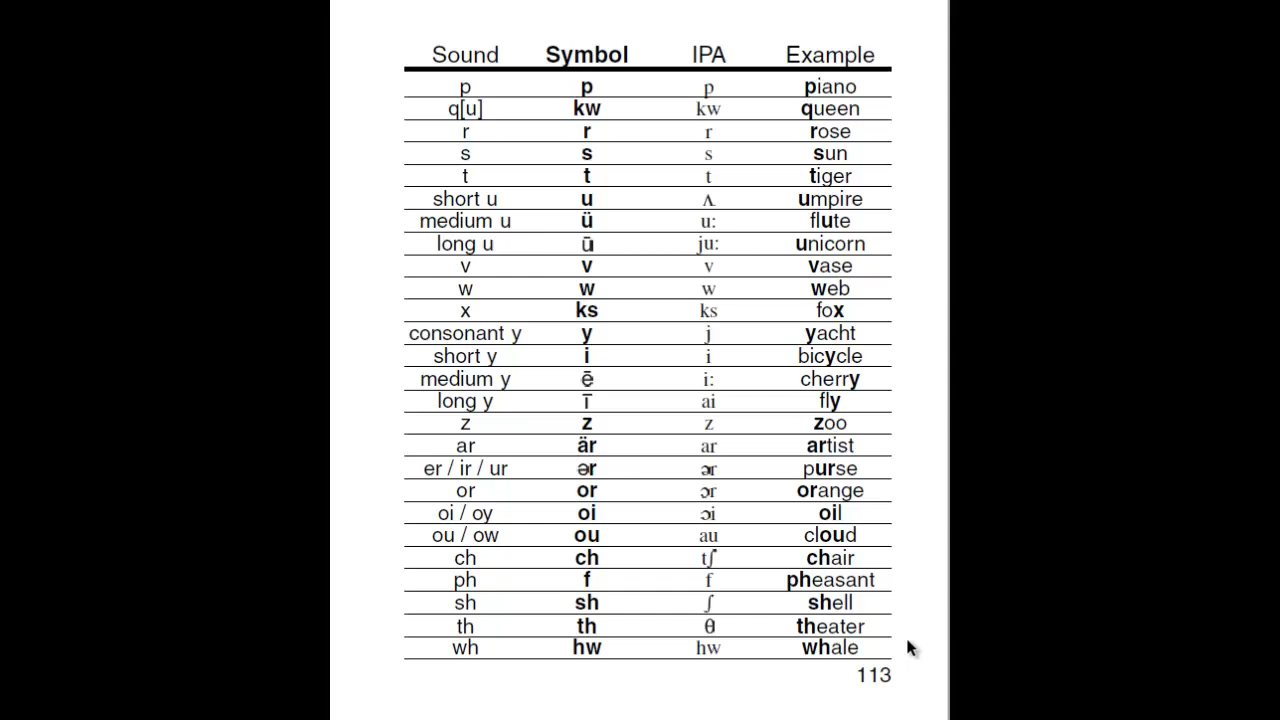 Sound Symbol IPA Example
p p p piano
q[u] kw kw queen
r r r rose
s s s sun
t t t tiger
short u u ʌ umpire
medium u ü u: flute
long u ū ju: unicorn
v v v vase
w w w web
x ks ks fox
consonant y y j yacht
short y i i bicycle
medium y ē i: cherry
long y ī ai fly
z z z zoo
ar är ar artist
er / ir / ur ər ər purse
or or ɔr orange
oi / oy oi ɔi oil
ou / ow ou au cloud
ch ch tʃ chair
ph f f pheasant
sh sh ʃ shell
th th θ theater
wh hw hw whale
113